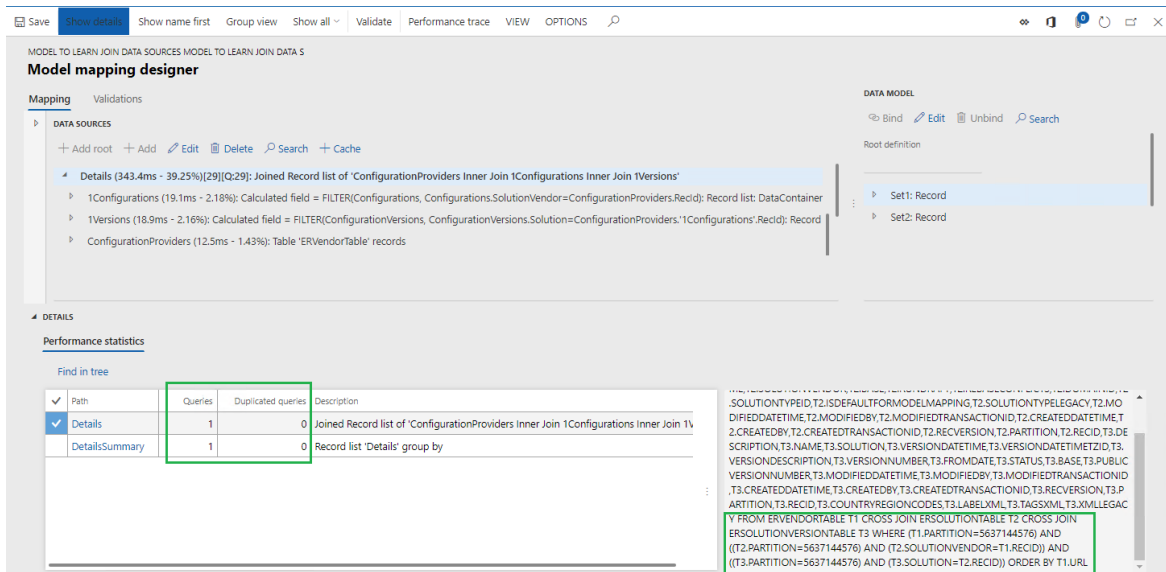 Save Show details Show name first Group view Show all Validate Performance trace VIEW OPTIONS 0
MODEL TO LEARN JOIN DATA SOURCES MODEL TO LEARN JOIN DATA S
Model mapping designer
Mapping Validations
DATA SOURCES
Add root Add Edit Delete Search Cache
Details (343.4ms - 39.25%)[29][Q:29]: Joined Record list of 'ConfigurationProviders Inner Join 1Configurations Inner Join 1Versions'
1Configurations (19.1ms - 2.18%): Calculated field = FILTER(Configurations, Configurations.SolutionVendor=ConfigurationProviders.RecId): Record list: DataContainer
1Versions (18.9ms - 2.16%): Calculated field = FILTER(ConfigurationVersions, ConfigurationVersions.Solution=ConfigurationProviders.'1Configurations'.RecId): Record
ConfigurationProviders (12.5ms - 1.43%): Table 'ERVendorTable' records
DATA MODEL
Bind Edit Unbind Search
Root definition
Set1: Record
Set2: Record
DETAILS
Performance statistics
Find in tree
Path Queries Duplicated queries Description
Details 1 0 Joined Record list of 'ConfigurationProviders Inner Join 1Configurations Inner Join 1V
DetailsSummary 1 0 Record list 'Details' group by
.SOLUTIONTYPEID,T2.ISDEFAULTFORMODELMAPPING,T2.SOLUTIONTYPELEGACY,T2.MO
DIFIEDDATETIME,T2.MODIFIEDBY,T2.MODIFIEDTRANSACTIONID,T2.CREATEDDATETIME,T
2.CREATEDBY,T2.CREATEDTRANSACTIONID,T2.RECVERSION,T2.PARTITION,T2.RECID,T3.DE
SCRIPTION,T3.NAME,T3.SOLUTION,T3.VERSIONDATETIME,T3.VERSIONDATETIMETZID,T3.
VERSIONDESCRIPTION,T3.VERSIONNUMBER,T3.FROMDATE,T3.STATUS,T3.BASE,T3.PUBLIC
VERSIONNUMBER,T3.MODIFIEDDATETIME,T3.MODIFIEDBY,T3.MODIFIEDTRANSACTIONID
,T3.CREATEDDATETIME,T3.CREATEDBY,T3.CREATEDTRANSACTIONID,T3.RECVERSION,T3.P
ARTITION,T3.RECID,T3.COUNTRYREGIONCODES,T3.LABELXML,T3.TAGSXML,T3.XMLLEGAC
Y FROM ERVENDORTABLE T1 CROSS JOIN ERSOLUTIONTABLE T2 CROSS JOIN
ERSOLUTIONVERSIONTABLE T3 WHERE (T1.PARTITION=5637144576) AND
((T2.PARTITION=5637144576) AND (T2.SOLUTIONVENDOR=T1.RECID)) AND
((T3.PARTITION=5637144576) AND (T3.SOLUTION=T2.RECID)) ORDER BY T1.URL